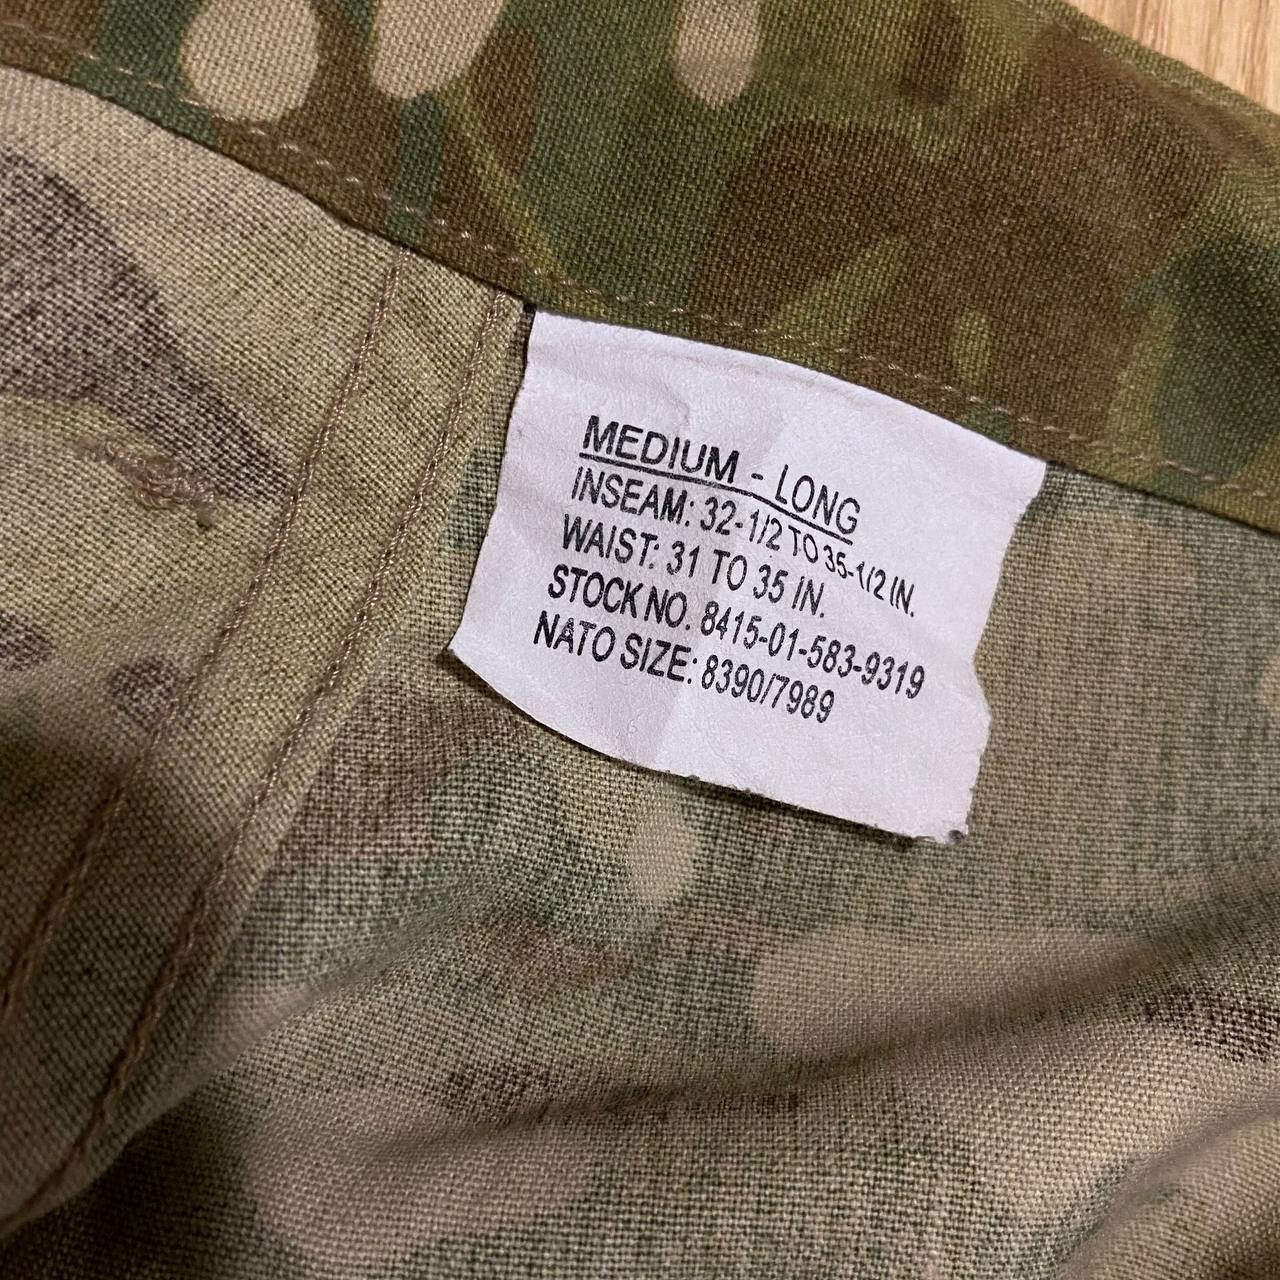 MEDIUM - LONG
INSEAM: 32-1/2 TO 35-1/2 IN.
WAIST: 31 TO 35 IN.
STOCK NO. 8415-01-583-9319
NATO SIZE: 8390/7989